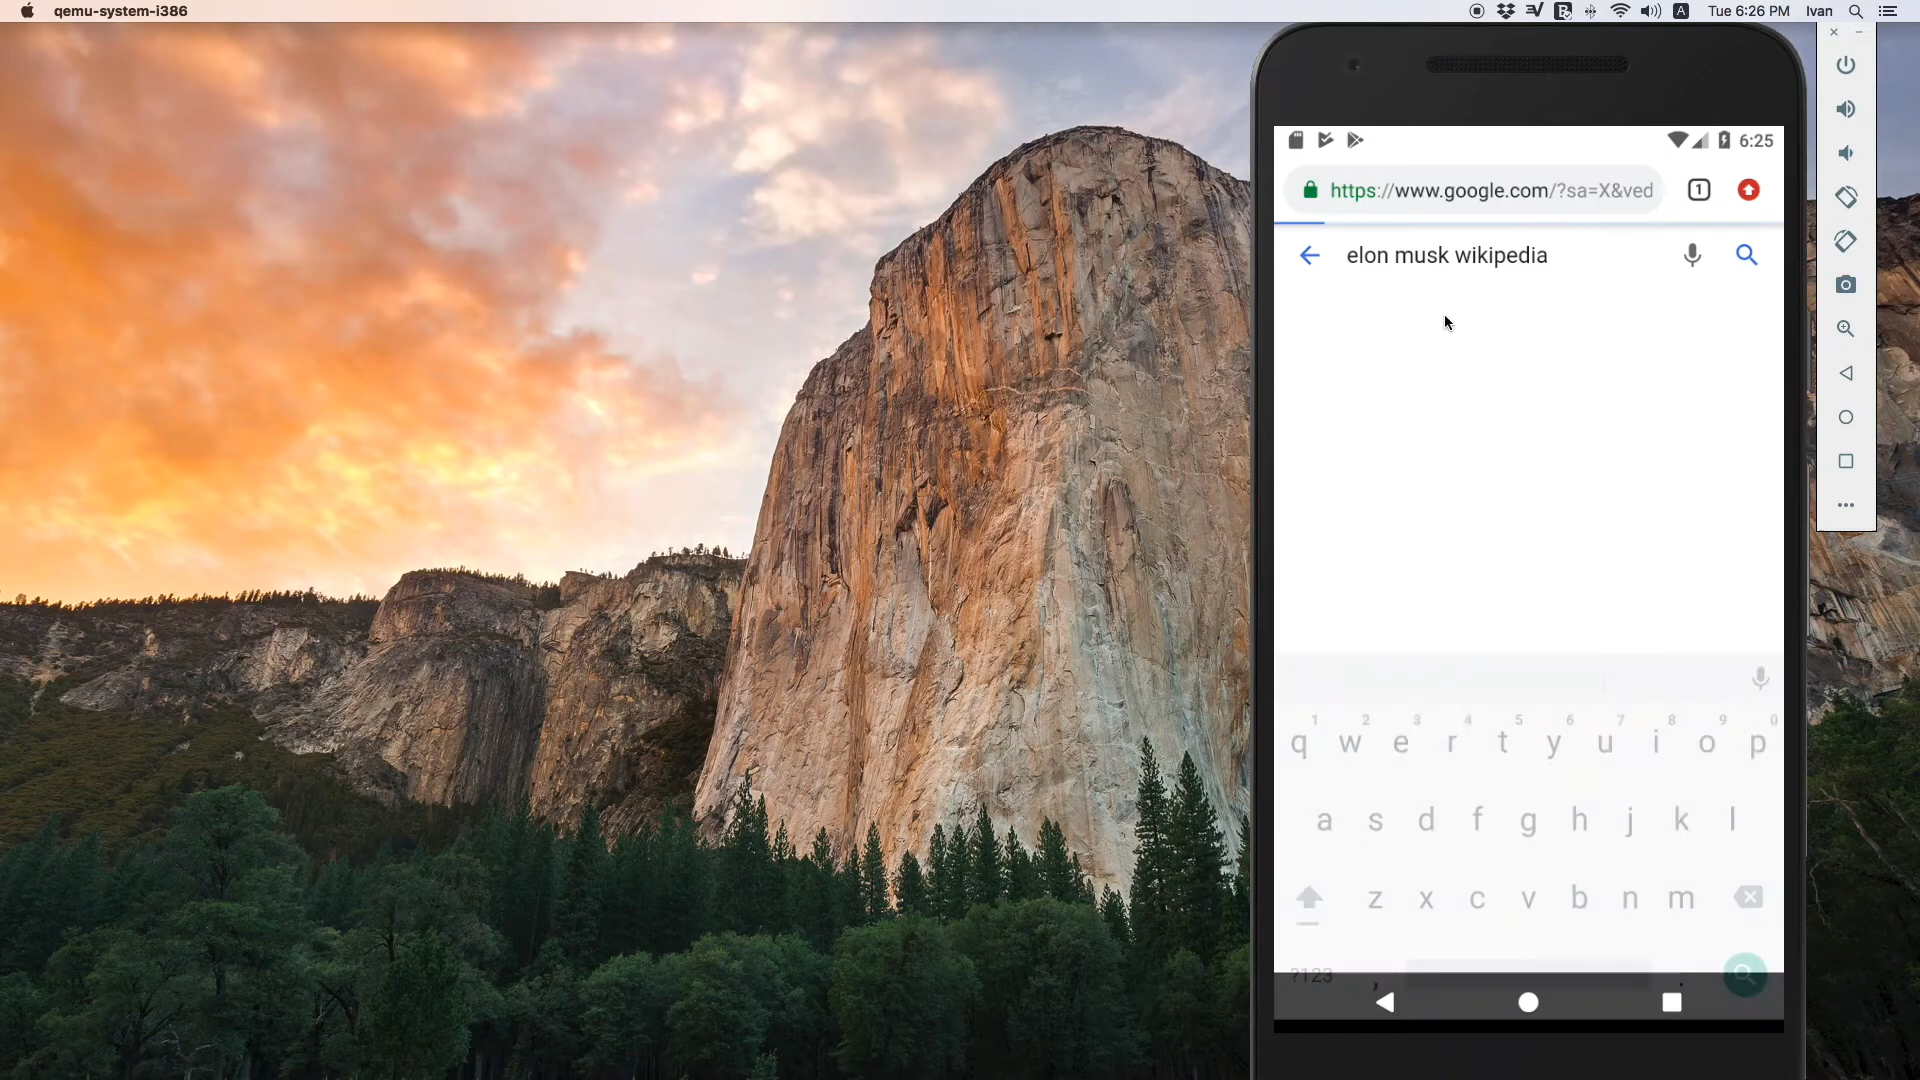 qemu-system-i386
A
Tue 6:26 PM
Ivan
6:25
https://www.google.com/?sa=X&ved
1
elon musk wikipedia
1 2 3 4 5 6 7 8 9 0
q w e r t y u i o p
a s d f g h j k l
z x c v b n m
?123 , .